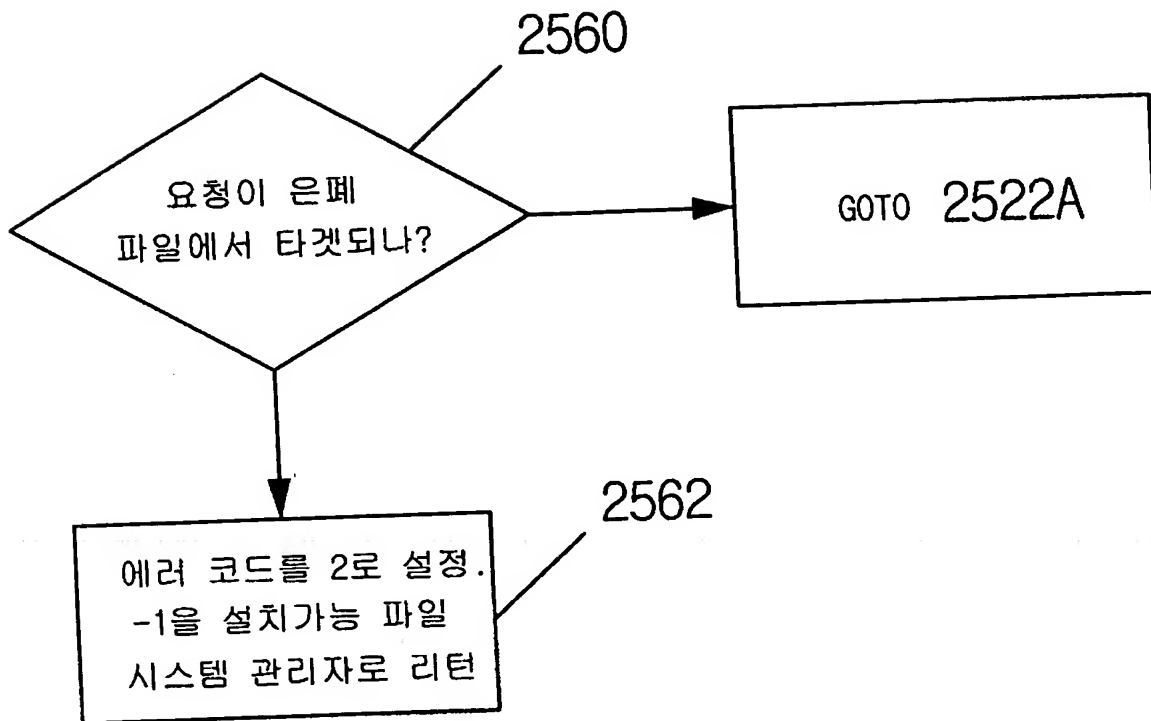 2560
요청이 은폐
파일에서 타겟되나?
GOTO 2522A
2562
에러 코드를 2로 설정.
-1을 설치가능 파일
시스템 관리자로 리턴